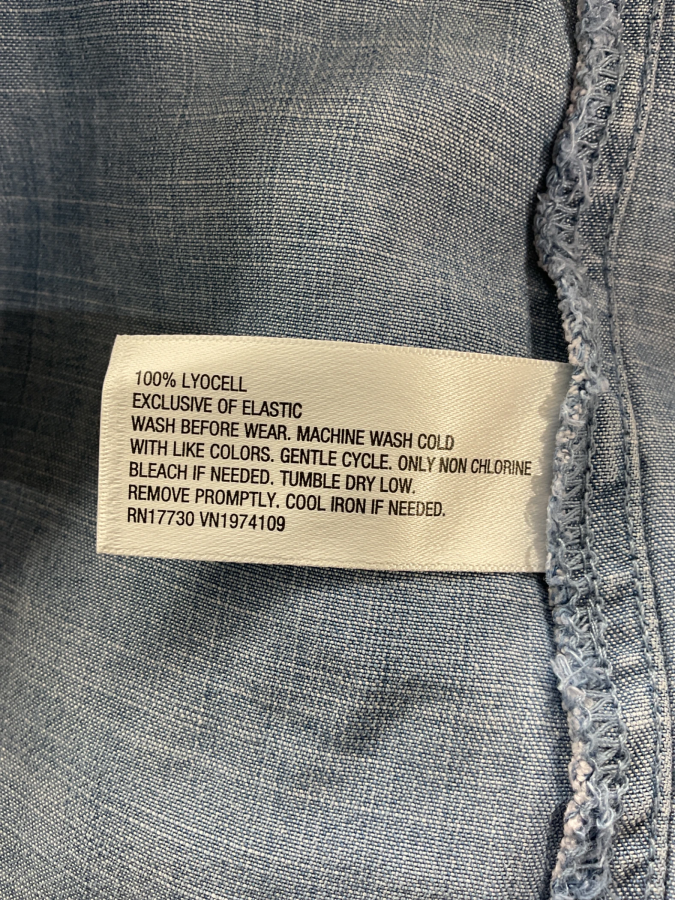 100% LYOCELL
EXCLUSIVE OF ELASTIC
WASH BEFORE WEAR. MACHINE WASH COLD
WITH LIKE COLORS. GENTLE CYCLE. ONLY NON CHLORINE
BLEACH IF NEEDED. TUMBLE DRY LOW.
REMOVE PROMPTLY. COOL IRON IF NEEDED.
RN17730 VN1974109